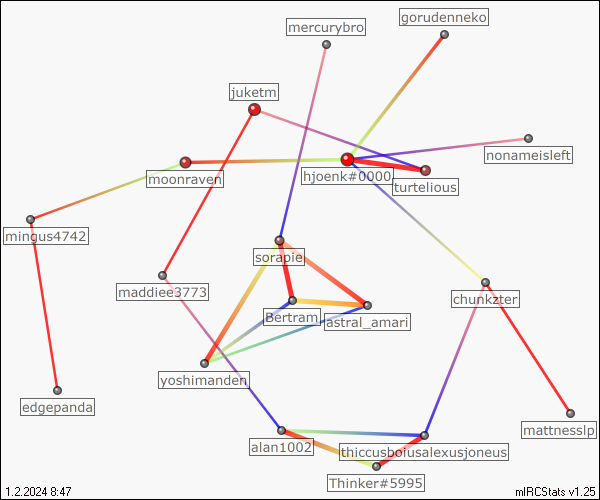 gorudenneko
mercurybro
juketm
nonameisleft
moonraven
hjoenk#0000
turtelious
mingus4742
sorapie
maddiee3773
chunkzter
Bertram
astral_amari
yoshimanden
edgepanda
mattnesslp
alan1002
thiccusboiusalexusjoneus
Thinker#5995
1.2.2024 8:47
mIRCStats v1.25